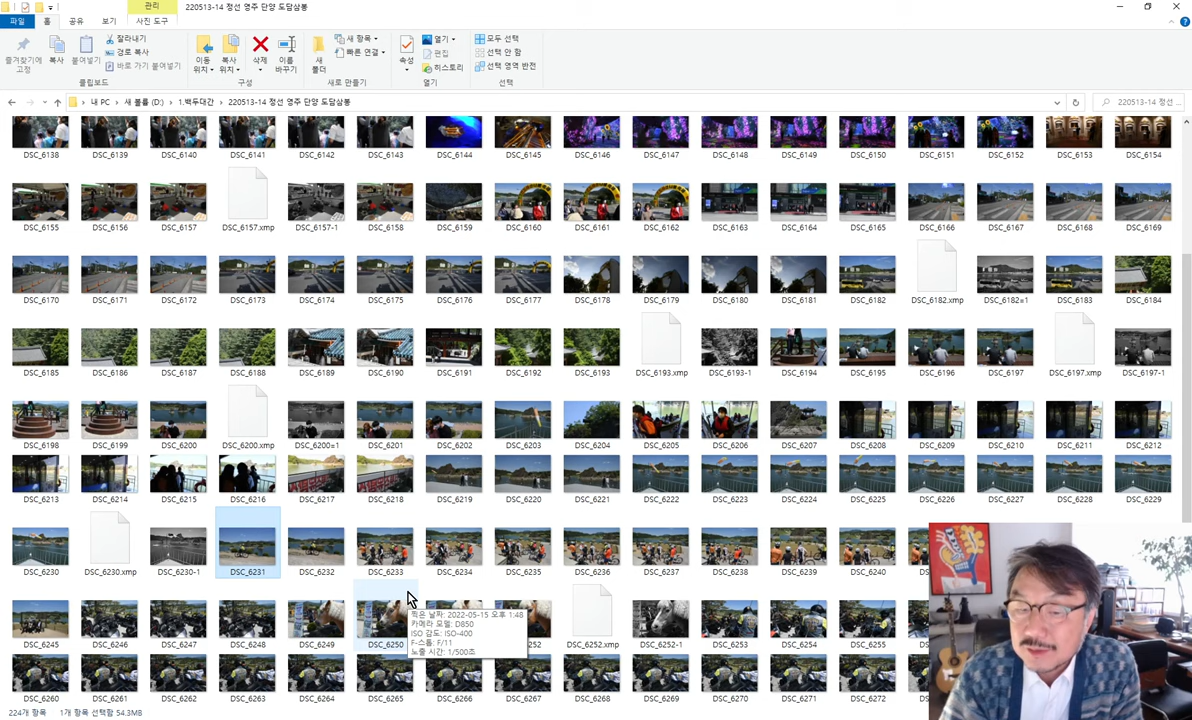 관리
220513-14 정선 영주 단양 도담삼봉
파일 홈 공유 보기 사진 도구
즐겨찾기에 고정
복사
붙여넣기
잘라내기
경로 복사
바로 가기 붙여넣기
클립보드
이동 위치
복사 위치
삭제
이름 바꾸기
구성
새 폴더
새 항목
빠른 연결
새로 만들기
속성
열기
편집
히스토리
열기
모두 선택
선택 안 함
선택 영역 반전
선택
내 PC > 새 볼륨 (D:) > 1.백두대간 > 220513-14 정선 영주 단양 도담삼봉
220513-14 정선 ...
DSC_6138 DSC_6139 DSC_6140 DSC_6141 DSC_6142 DSC_6143 DSC_6144 DSC_6145 DSC_6146 DSC_6147 DSC_6148 DSC_6149 DSC_6150 DSC_6151 DSC_6152 DSC_6153 DSC_6154
DSC_6155 DSC_6156 DSC_6157 DSC_6157.xmp DSC_6157-1 DSC_6158 DSC_6159 DSC_6160 DSC_6161 DSC_6162 DSC_6163 DSC_6164 DSC_6165 DSC_6166 DSC_6167 DSC_6168 DSC_6169
DSC_6170 DSC_6171 DSC_6172 DSC_6173 DSC_6174 DSC_6175 DSC_6176 DSC_6177 DSC_6178 DSC_6179 DSC_6180 DSC_6181 DSC_6182 DSC_6182.xmp DSC_6182=1 DSC_6183 DSC_6184
DSC_6185 DSC_6186 DSC_6187 DSC_6188 DSC_6189 DSC_6190 DSC_6191 DSC_6192 DSC_6193 DSC_6193.xmp DSC_6193-1 DSC_6194 DSC_6195 DSC_6196 DSC_6197 DSC_6197.xmp DSC_6197-1
DSC_6198 DSC_6199 DSC_6200 DSC_6200.xmp DSC_6200=1 DSC_6201 DSC_6202 DSC_6203 DSC_6204 DSC_6205 DSC_6206 DSC_6207 DSC_6208 DSC_6209 DSC_6210 DSC_6211 DSC_6212
DSC_6213 DSC_6214 DSC_6215 DSC_6216 DSC_6217 DSC_6218 DSC_6219 DSC_6220 DSC_6221 DSC_6222 DSC_6223 DSC_6224 DSC_6225 DSC_6226 DSC_6227 DSC_6228 DSC_6229
DSC_6230 DSC_6230.xmp DSC_6230-1 DSC_6231 DSC_6232 DSC_6233 DSC_6234 DSC_6235 DSC_6236 DSC_6237 DSC_6238 DSC_6239 DSC_6240
DSC_6245 DSC_6246 DSC_6247 DSC_6248 DSC_6249 DSC_6250 252 DSC_6252.xmp DSC_6252-1 DSC_6253 DSC_6254 DSC_6255
찍은 날짜: 2022-05-15 오후 1:48
카메라 모델: D850
ISO 감도: ISO-400
F-스톱: F/11
노출 시간: 1/500초
DSC_6260 DSC_6261 DSC_6262 DSC_6263 DSC_6264 DSC_6265 DSC_6266 DSC_6267 DSC_6268 DSC_6269 DSC_6270 DSC_6271 DSC_6272
224개 항목 1개 항목 선택함 54.3MB